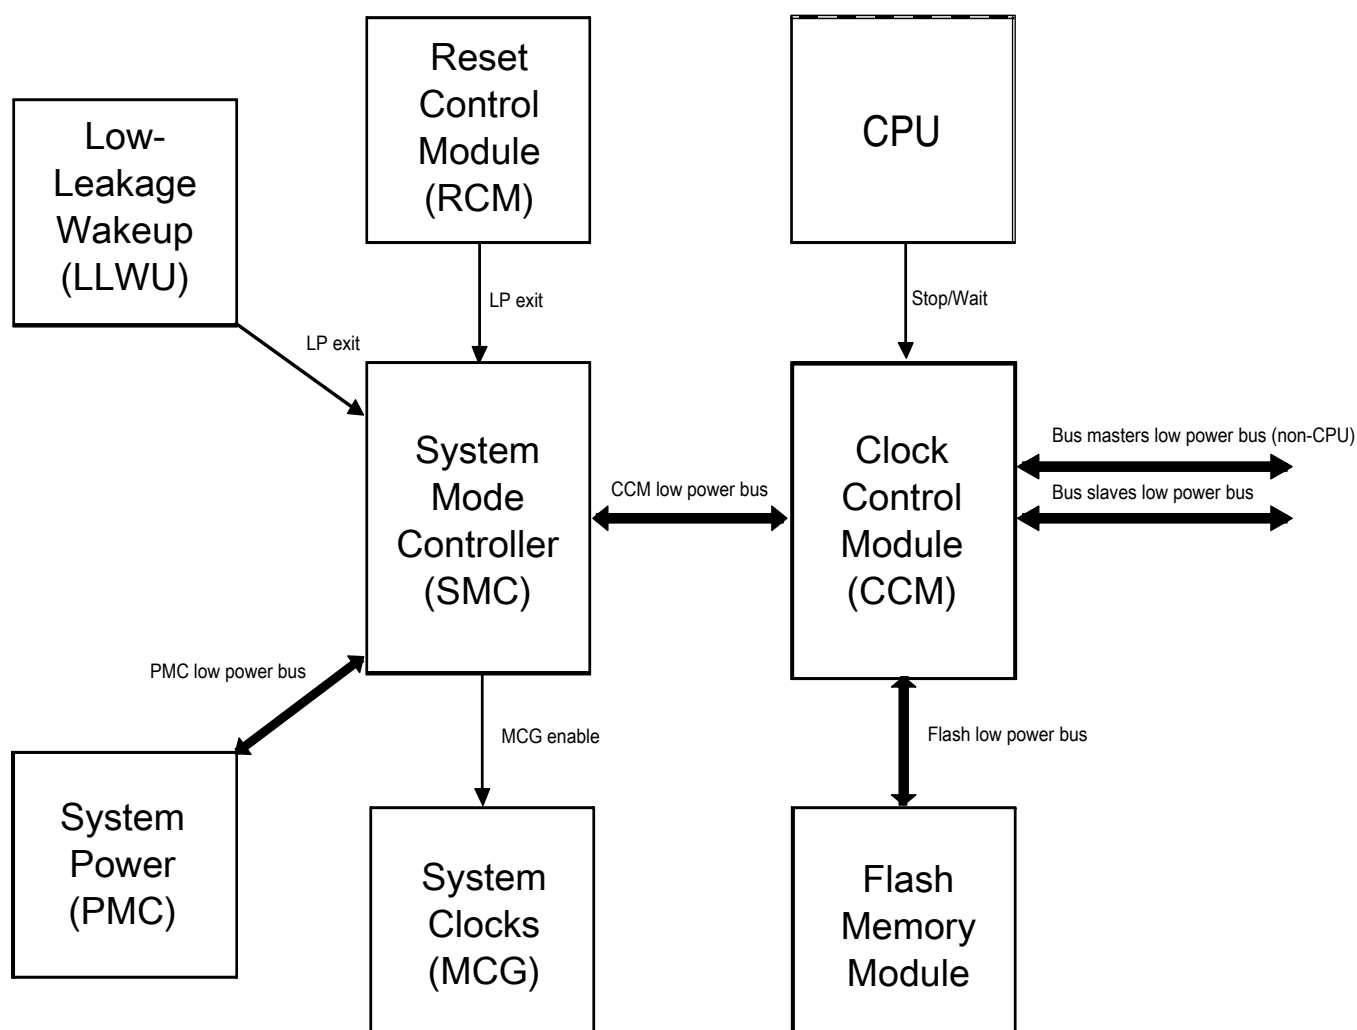 Reset
Control
Module
(RCM)
CPU
Low-
Leakage
Wakeup
(LLWU)
LP exit
Stop/Wait
LP exit
System
Mode
Controller
(SMC)
CCM low power bus
Clock
Control
Module
(CCM)
Bus masters low power bus (non-CPU)
Bus slaves low power bus
PMC low power bus
MCG enable
Flash low power bus
System
Power
(PMC)
System
Clocks
(MCG)
Flash
Memory
Module